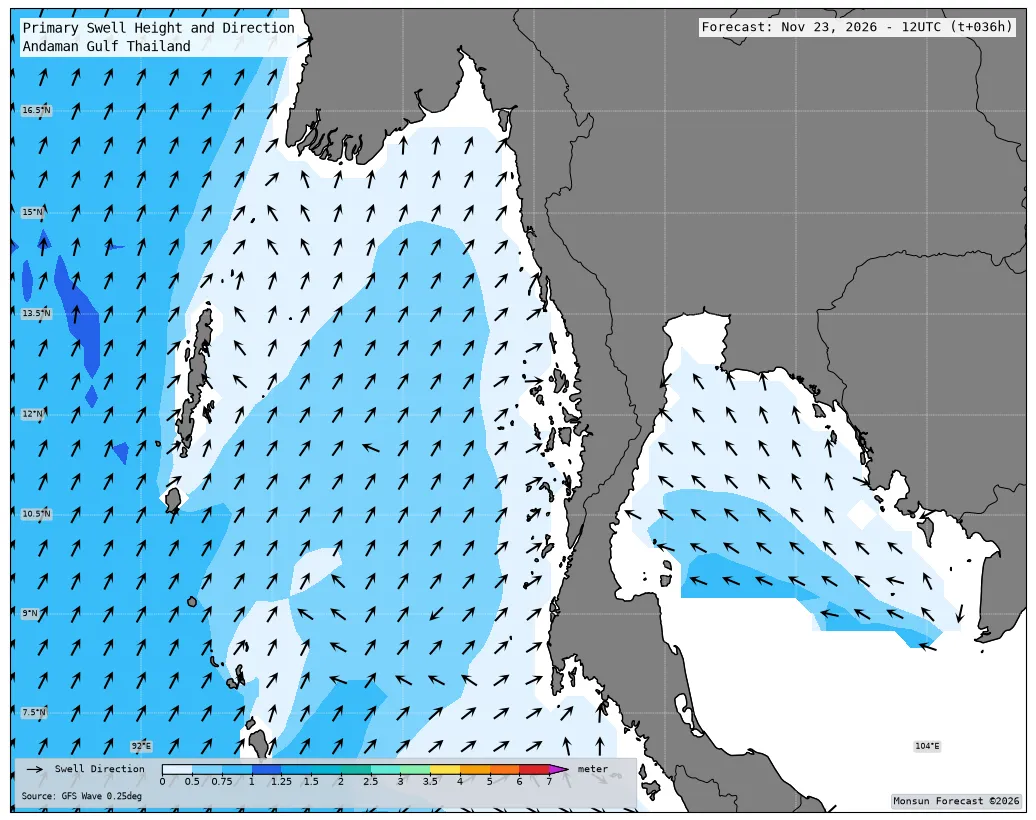 Primary Swell Height and Direction
Andaman Gulf Thailand
Forecast: Nov 23, 2026 - 12UTC (t+036h)
16.5°N
15°N
13.5°N
12°N
10.5°N
9°N
7.5°N
92°E
104°E
Swell Direction
0 0.5 0.75 1 1.25 1.5 2 2.5 3 3.5 4 5 6 7 meter
Source: GFS Wave 0.25deg
Monsun Forecast ©2026